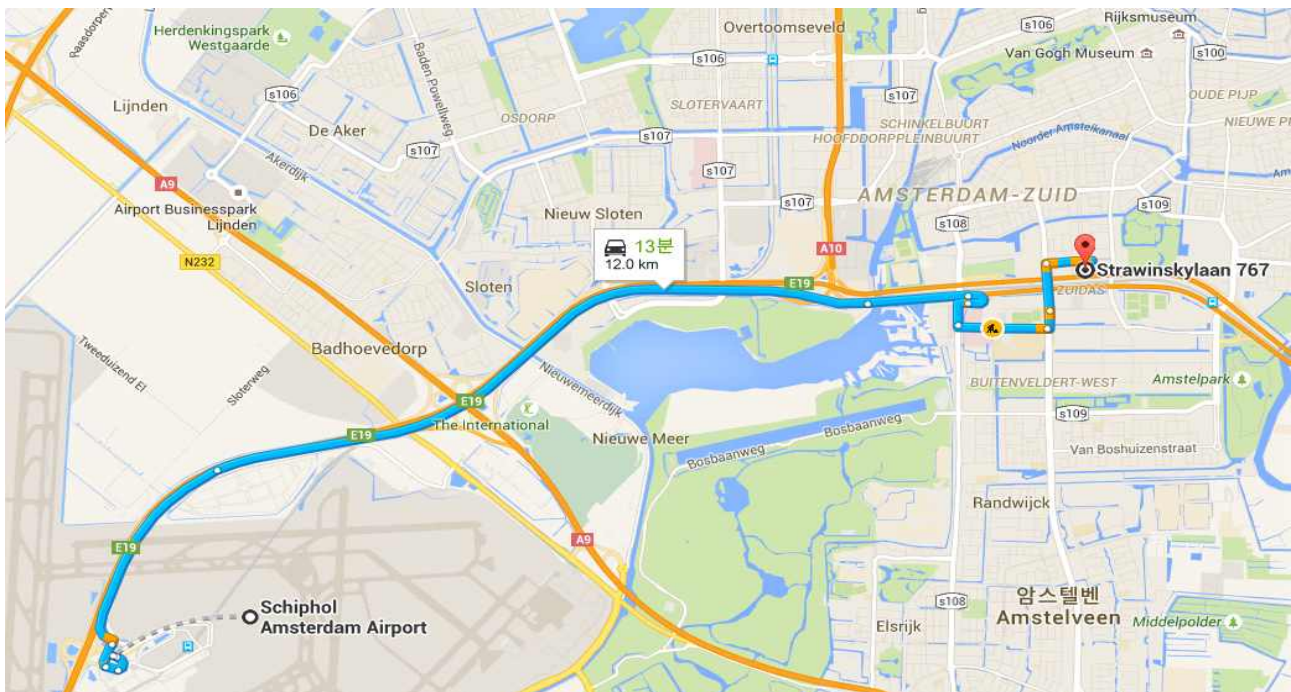 Raasdorperweg
Herdenkingspark
Westgaarde
Baden Powellweg
Overtoomseveld
s106
Rijksmuseum
Van Gogh Museum
s100
s106
s106
Lijnden
De Aker
OSDORP
SLOTERVAART
s107
SCHINKELBUURT
HOOFDDORPPLEINBUURT
OUDE PIJP
NIEUWE PI
Noorder Amstelkanaal
Am
s107
s107
s107
Akerdijk
A9
Airport Businesspark
Lijnden
Nieuw Sloten
s107
AMSTERDAM-ZUID
s108
s109
N232
13분
12.0 km
A10
Sloten
E19
Strawinskylaan 767
ZUIDAS
Badhoevedorp
Tweeduizend El
Sloterweg
Nieuwemeerdijk
BUITENVELDERT-WEST
Amstelpark
E19
The International
E19
Nieuwe Meer
Bosbaanweg
Bosbaanweg
s109
Van Boshuizenstraat
Randwijck
E19
A9
Schiphol
Amsterdam Airport
s108
암스텔벤
Amstelveen
Elsrijk
Middelpolder